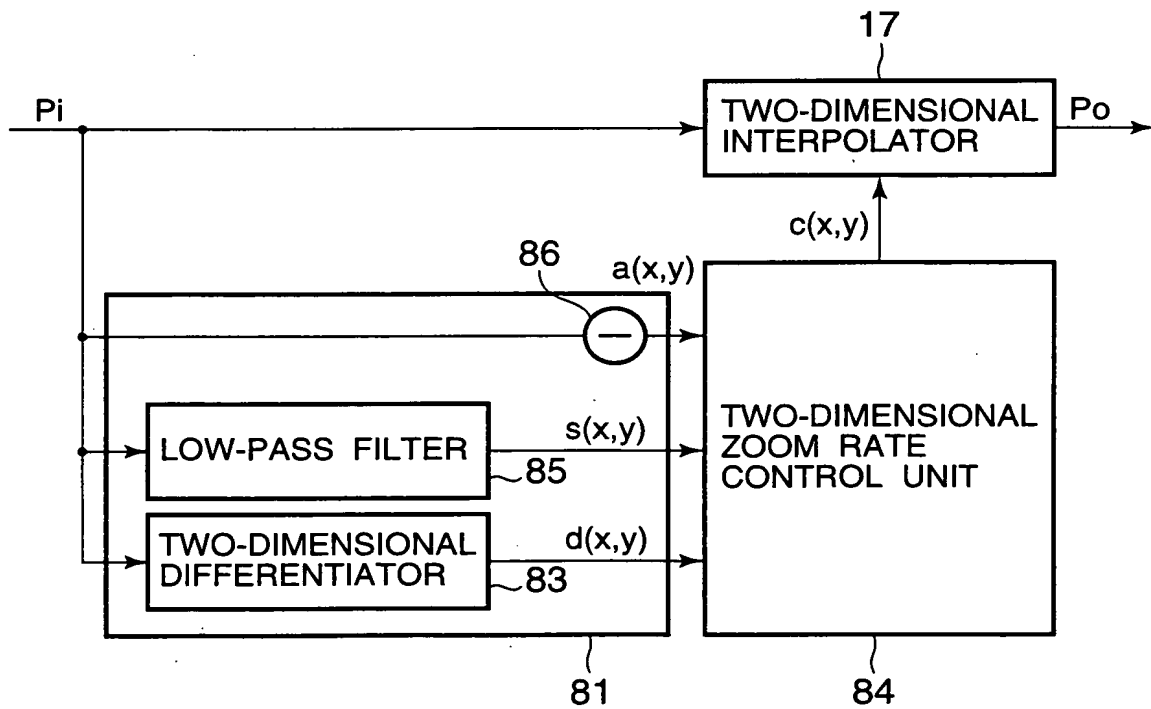 17
Pi
TWO-DIMENSIONAL
INTERPOLATOR
Po
c(x,y)
86
a(x,y)
−
LOW-PASS FILTER
s(x,y)
85
TWO-DIMENSIONAL
ZOOM RATE
CONTROL UNIT
TWO-DIMENSIONAL
DIFFERENTIATOR
d(x,y)
83
81
84